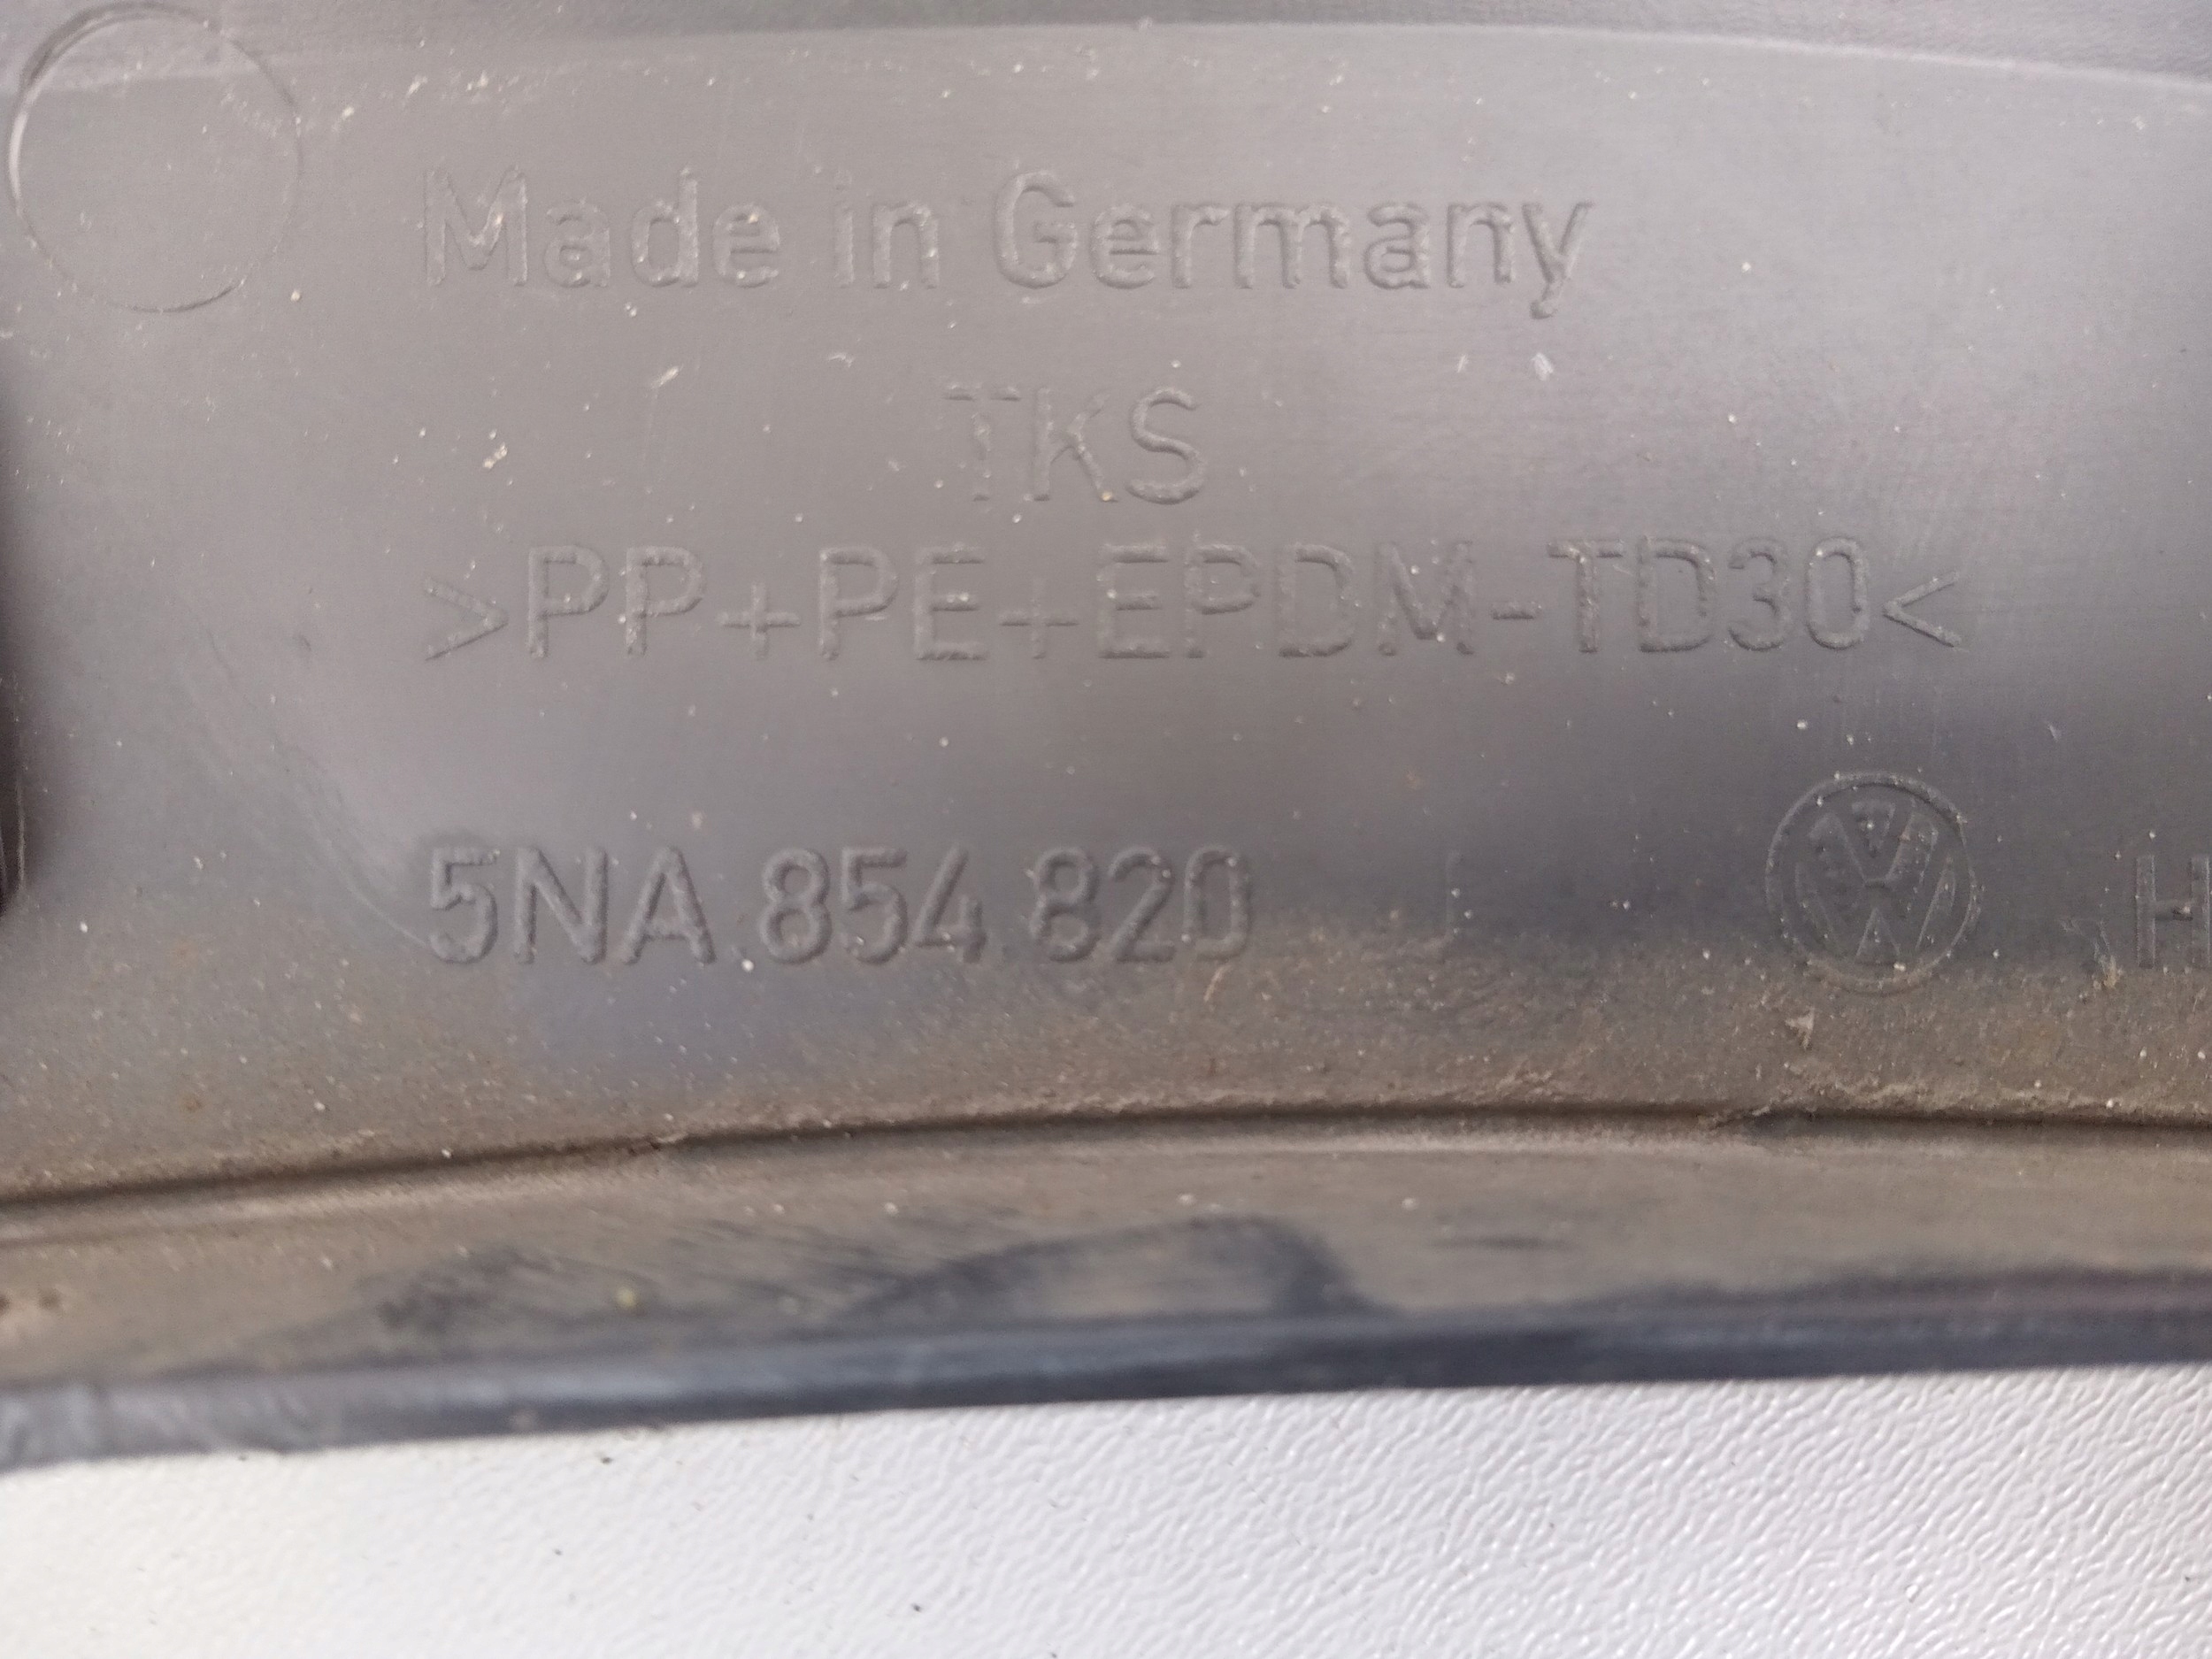 Made in Germany
TKS
>PP+PE+EPDM-TD30<
5NA.854.820 H